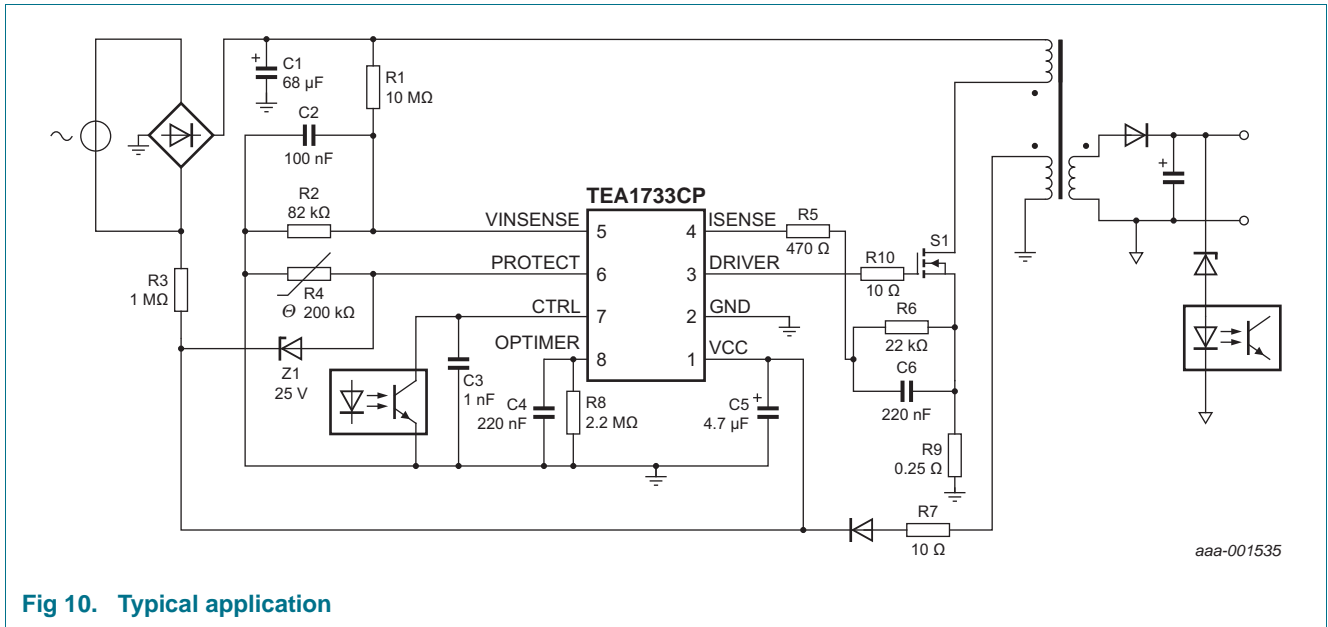 C1
68 μF
R1
10 MΩ
C2
100 nF
R2
82 kΩ
TEA1733CP
VINSENSE
ISENSE
R5
470 Ω
S1
5
4
PROTECT
DRIVER
R10
10 Ω
6
3
R3
1 MΩ
R4
Θ 200 kΩ
CTRL
GND
7
2
R6
22 kΩ
OPTIMER
VCC
8
1
Z1
25 V
C3
1 nF
C4
220 nF
R8
2.2 MΩ
C5
4.7 μF
C6
220 nF
R9
0.25 Ω
R7
10 Ω
+
+
+
aaa-001535
Fig 10. Typical application